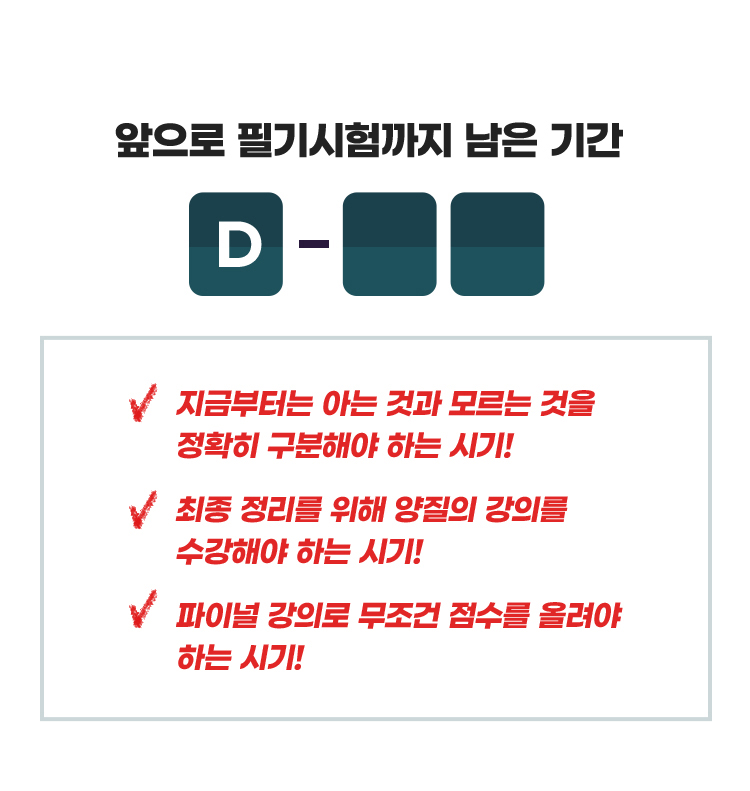 앞으로 필기시험까지 남은 기간
D -
지금부터는 아는 것과 모르는 것을
정확히 구분해야 하는 시기!
최종 정리를 위해 양질의 강의를
수강해야 하는 시기!
파이널 강의로 무조건 점수를 올려야
하는 시기!